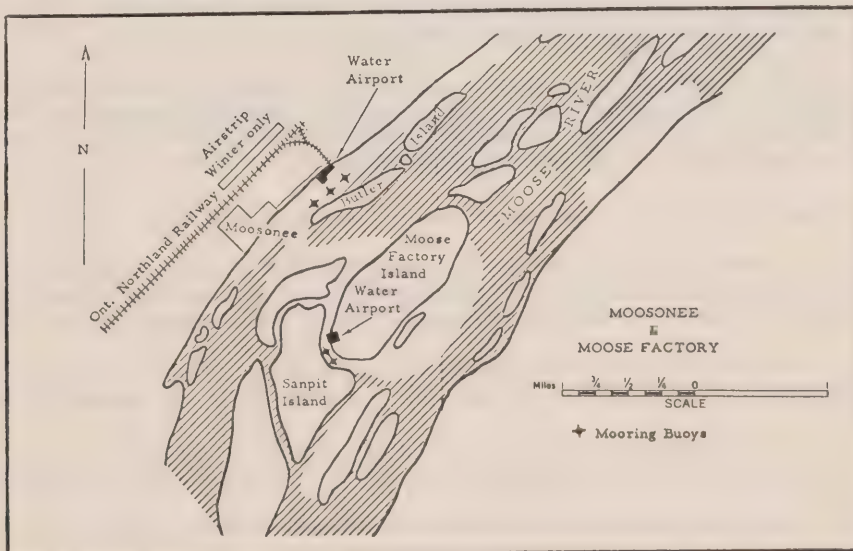 Water
Airport
Airstrip
Winter only
Ont. Northland Railway
N
Butler Island
MOOSE RIVER
Moosonee
Moose
Factory
Island
Water
Airport
Sanpit
Island
MOOSONEE
&
MOOSE FACTORY
Miles ¾ ½ ¼ 0
SCALE
Mooring Buoys